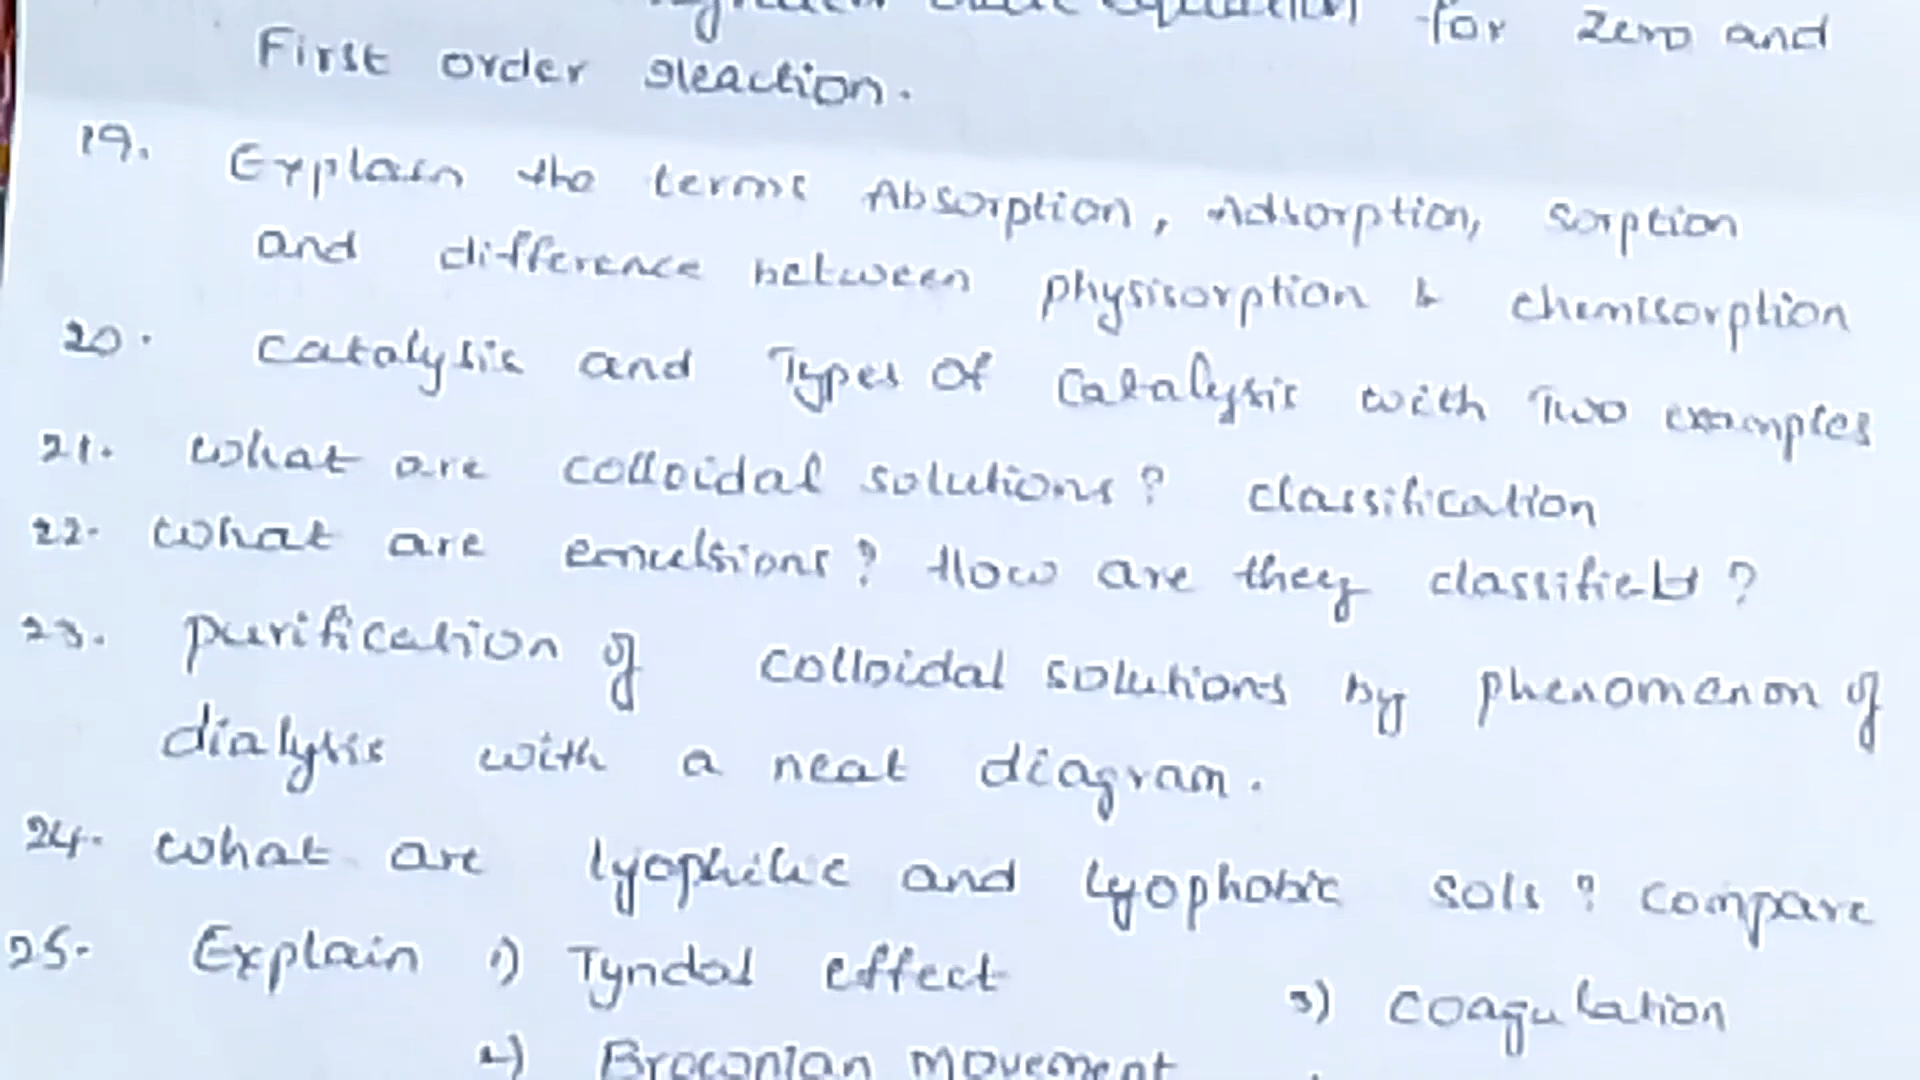 for zero and
First order reaction.
19. Explain the terms Absorption, Adsorption, sorption
and difference between physisorption & chemisorption
20. catalysis and Types of Catalysis with Two examples
21. what are colloidal solutions? classification
22. what are emulsions? How are they classified?
23. purification of colloidal solutions by phenomenon of
dialysis with a neat diagram.
24. what are lyophilic and lyophobic sols? compare
25. Explain 1) Tyndal effect
3) coagulation
2) Broconian movement